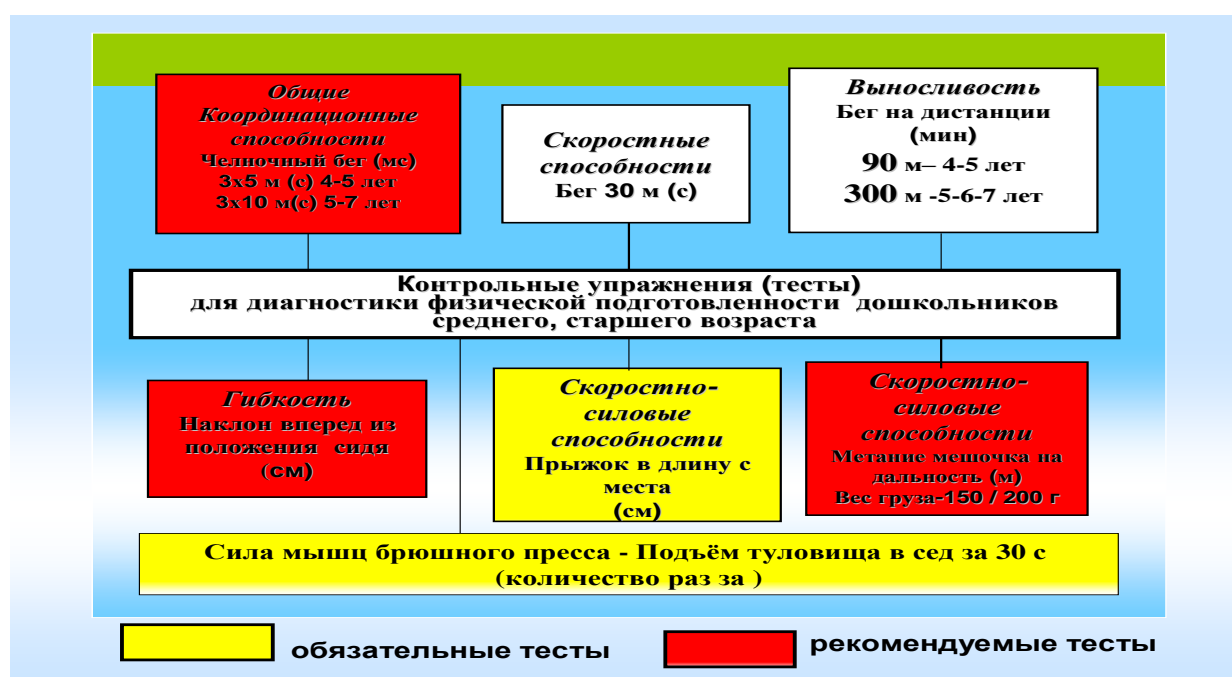 Общие
Координационные
способности
Челночный бег (мс)
3х5 м (с) 4-5 лет
3х10 м(с) 5-7 лет
Скоростные
способности
Бег 30 м (с)
Выносливость
Бег на дистанции
(мин)
90 м– 4-5 лет
300 м -5-6-7 лет
Контрольные упражнения (тесты)
для диагностики физической подготовленности дошкольников
среднего, старшего возраста
Гибкость
Наклон вперед из
положения сидя
(см)
Скоростно-
силовые
способности
Прыжок в длину с
места
(см)
Скоростно-
силовые
способности
Метание мешочка на
дальность (м)
Вес груза-150 / 200 г
Сила мышц брюшного пресса - Подъём туловища в сед за 30 с
(количество раз за )
обязательные тесты
рекомендуемые тесты